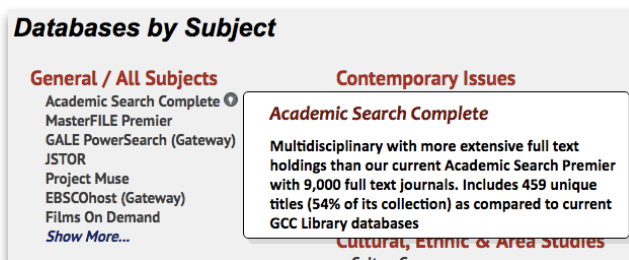 Databases by Subject
General / All Subjects
Academic Search Complete
MasterFILE Premier
GALE PowerSearch (Gateway)
JSTOR
Project Muse
EBSCOhost (Gateway)
Films On Demand
Show More...
Contemporary Issues
Academic Search Complete
Multidisciplinary with more extensive full text
holdings than our current Academic Search Premier
with 9,000 full text journals. Includes 459 unique
titles (54% of its collection) as compared to current
GCC Library databases
Cultural, Ethnic & Area Studies